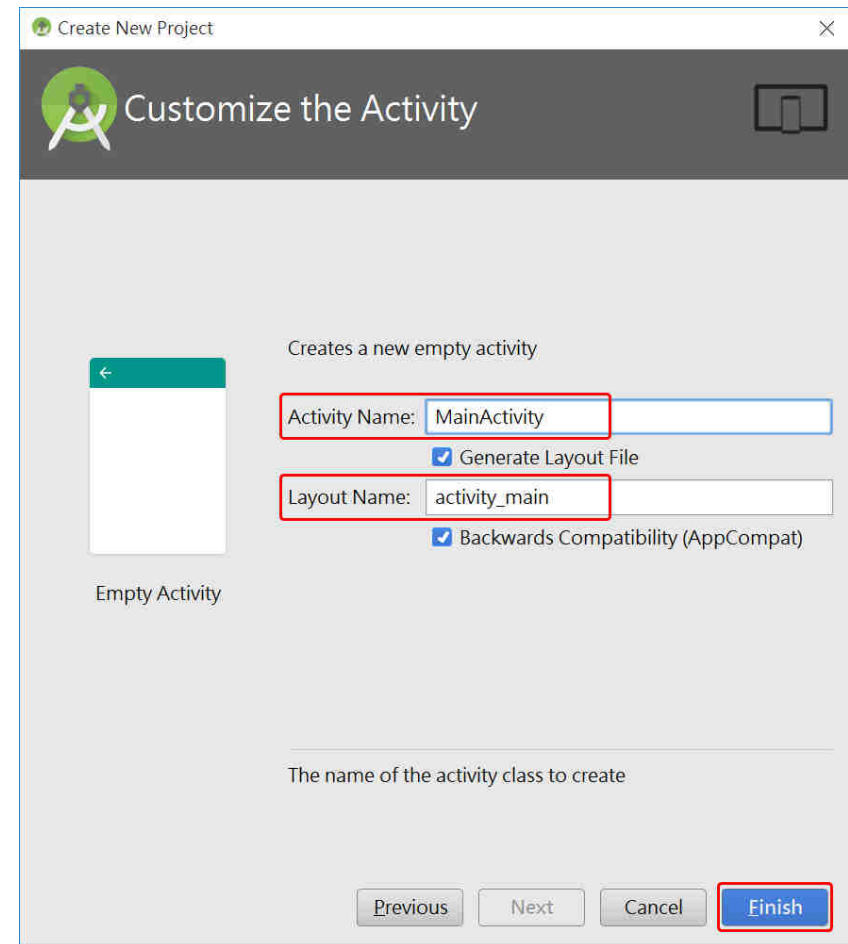 Create New Project
Customize the Activity
Creates a new empty activity
Activity Name: MainActivity
Generate Layout File
Layout Name: activity_main
Backwards Compatibility (AppCompat)
Empty Activity
The name of the activity class to create
Previous Next Cancel Finish